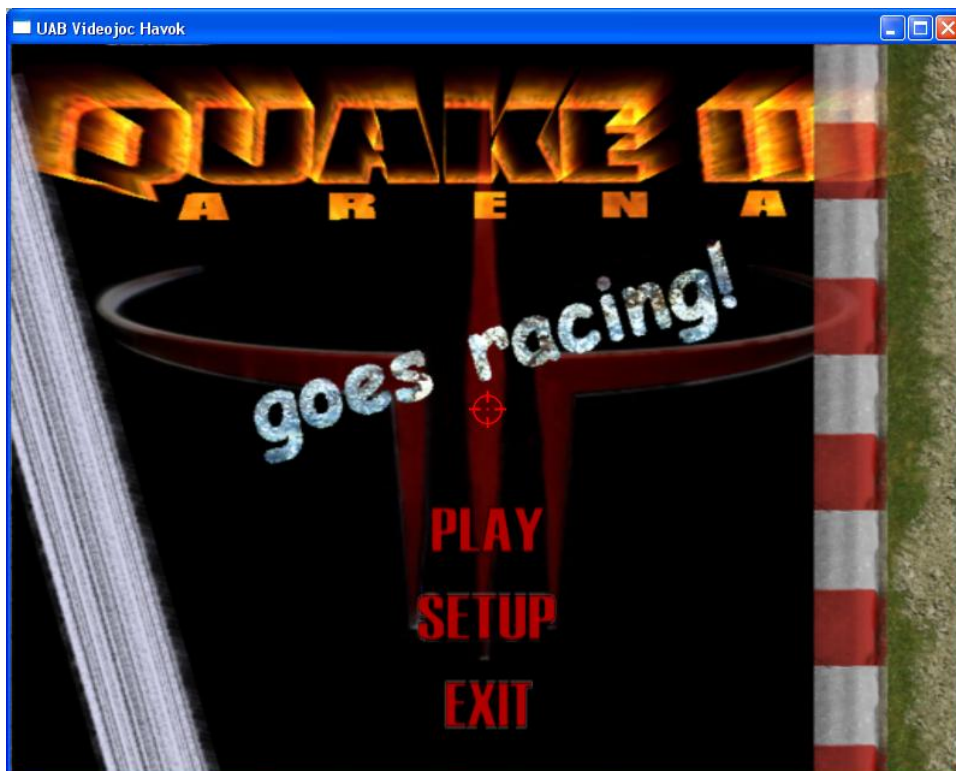 UAB Videojoc Havok
QUAKE III
ARENA
goes racing!
PLAY
SETUP
EXIT